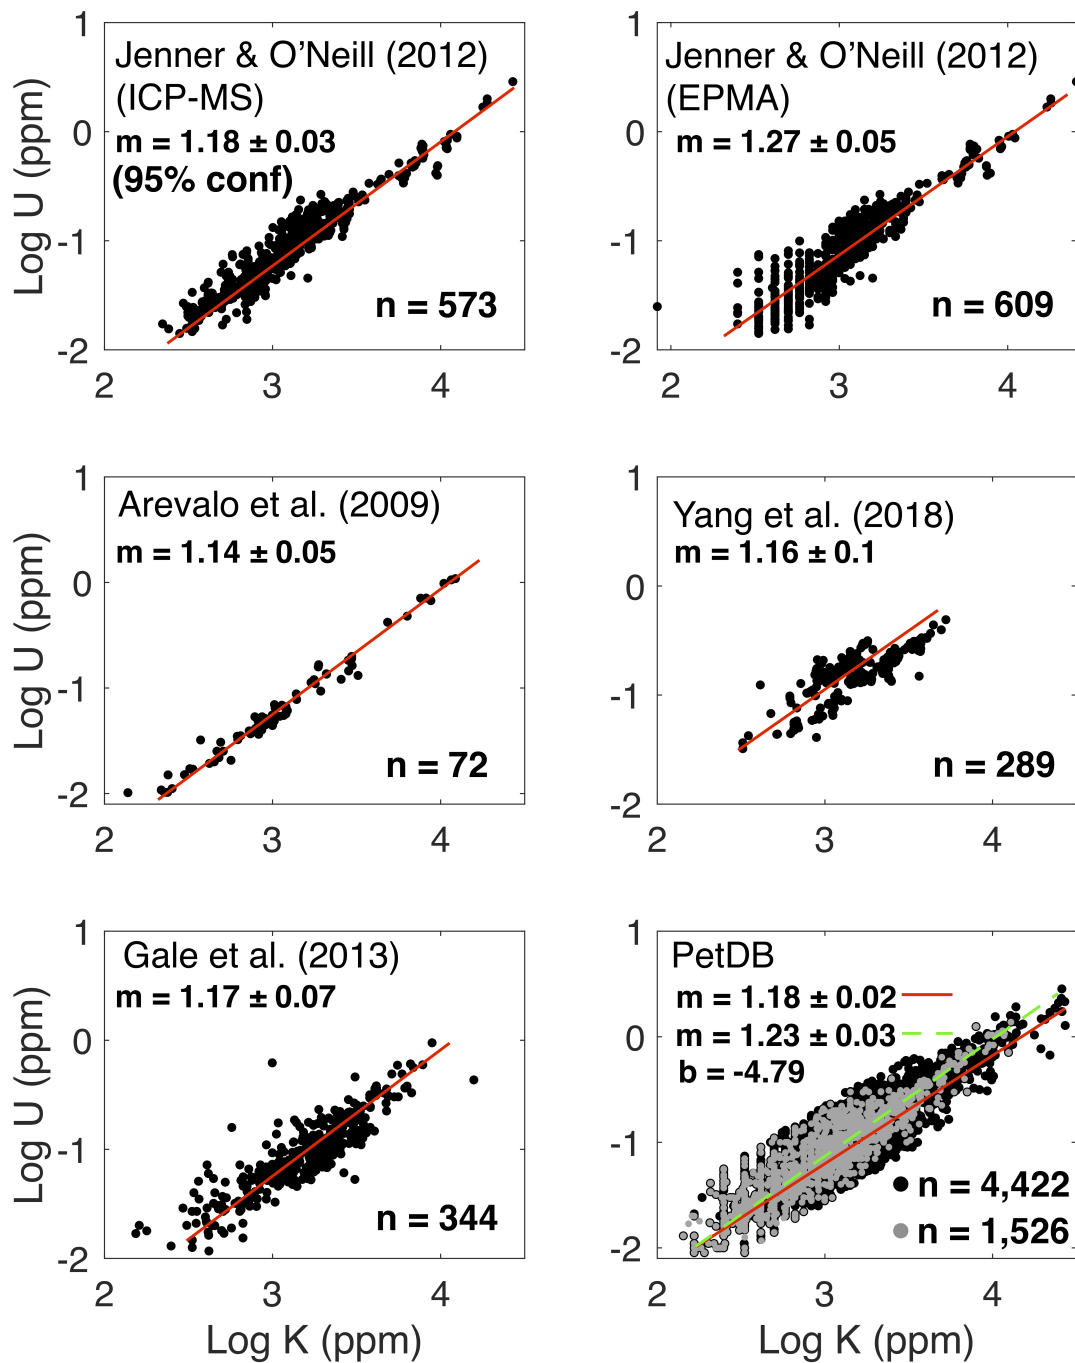 Jenner & O'Neill (2012)
(ICP-MS)
m = 1.18 ± 0.03
(95% conf)
n = 573
1
0
-1
-2
2
3
4
Log U (ppm)
Jenner & O'Neill (2012)
(EPMA)
m = 1.27 ± 0.05
n = 609
1
0
-1
-2
2
3
4
Arevalo et al. (2009)
m = 1.14 ± 0.05
n = 72
1
0
-1
-2
2
3
4
Log U (ppm)
Yang et al. (2018)
m = 1.16 ± 0.1
n = 289
1
0
-1
-2
2
3
4
Gale et al. (2013)
m = 1.17 ± 0.07
n = 344
1
0
-1
-2
2
3
4
Log U (ppm)
Log K (ppm)
PetDB
m = 1.18 ± 0.02
m = 1.23 ± 0.03
b = -4.79
n = 4,422
n = 1,526
1
0
-1
-2
2
3
4
Log K (ppm)